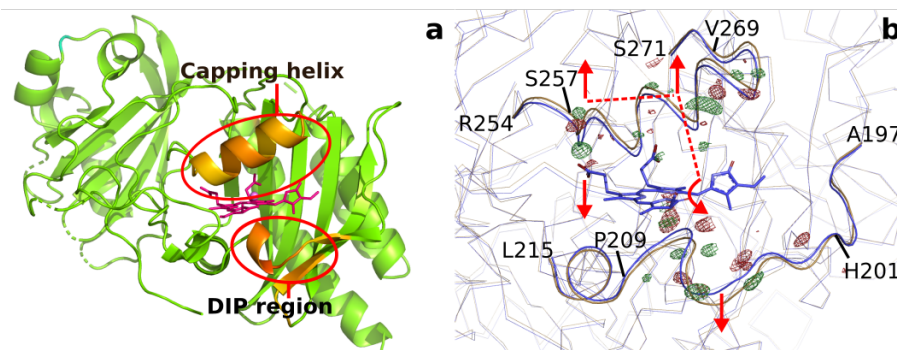 a
Capping helix
DIP region
b
V269
S271
S257
R254
A197
L215
P209
H201